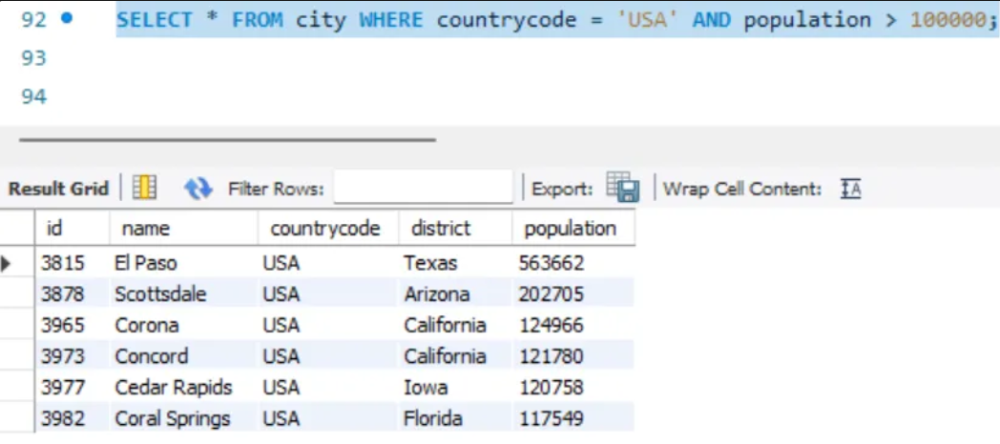 92 SELECT * FROM city WHERE countrycode = 'USA' AND population > 100000;
93
94
Result Grid Filter Rows: Export: Wrap Cell Content: IA
id name countrycode district population
3815 El Paso USA Texas 563662
3878 Scottsdale USA Arizona 202705
3965 Corona USA California 124966
3973 Concord USA California 121780
3977 Cedar Rapids USA Iowa 120758
3982 Coral Springs USA Florida 117549